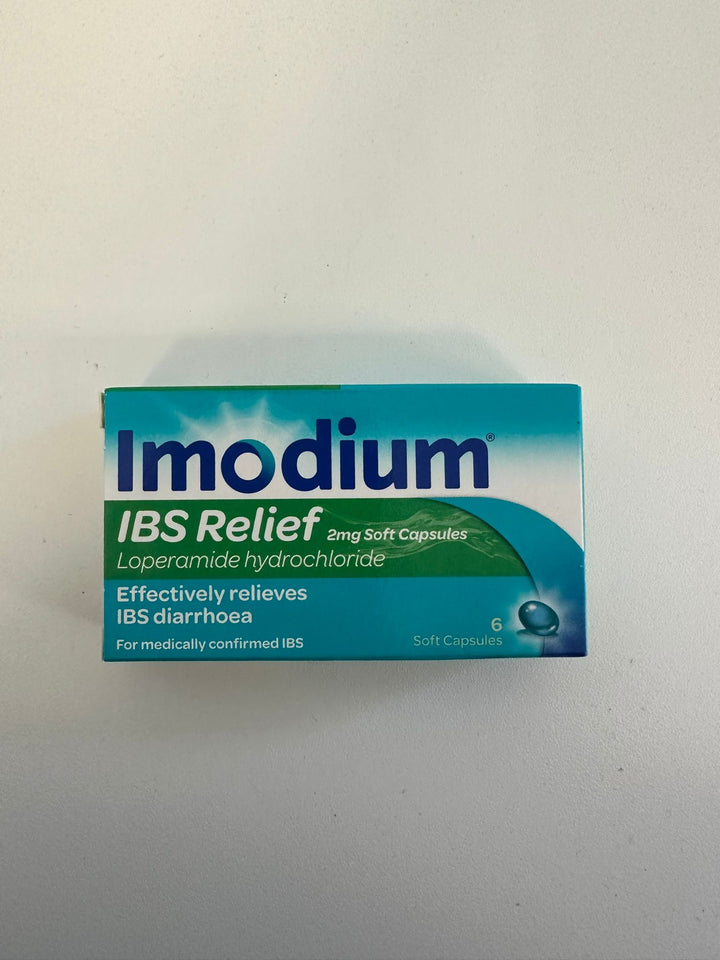 Imodium®
IBS Relief 2mg Soft Capsules
Loperamide hydrochloride
Effectively relieves
IBS diarrhoea
For medically confirmed IBS
6
Soft Capsules